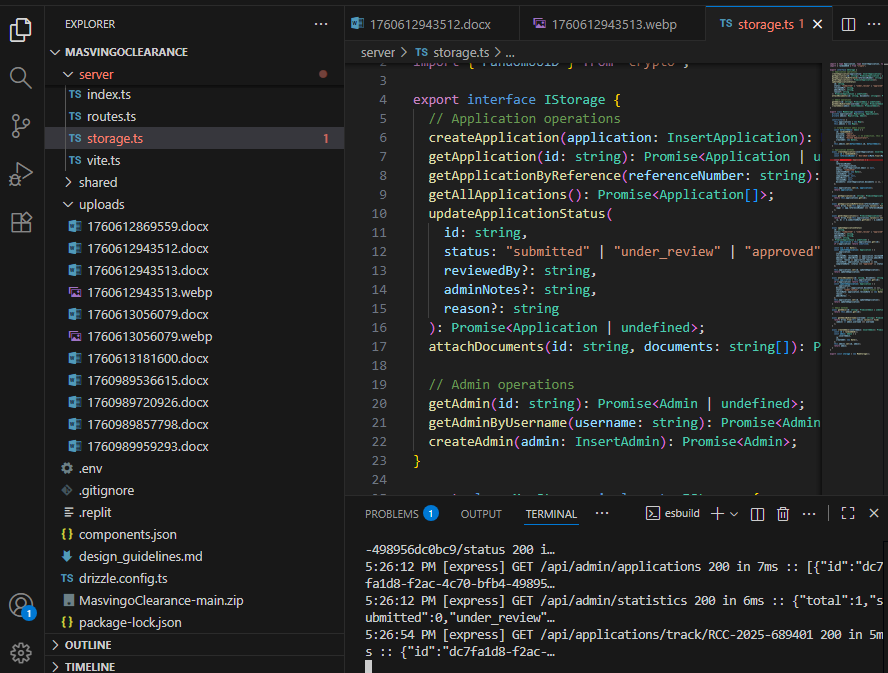 EXPLORER
MASVINGOCLEARANCE
server
TS index.ts
TS routes.ts
TS storage.ts 1
TS vite.ts
shared
uploads
1760612869559.docx
1760612943512.docx
1760612943513.docx
1760612943513.webp
1760613056079.docx
1760613056079.webp
1760613181600.docx
1760989536615.docx
1760989720926.docx
1760989857798.docx
1760989959293.docx
.env
.gitignore
.replit
{} components.json
design_guidelines.md
TS drizzle.config.ts
MasvingoClearance-main.zip
{} package-lock.json
OUTLINE
TIMELINE
1
1760612943512.docx
1760612943513.webp
TS storage.ts 1
server > TS storage.ts > ...
2 import { randomUUID } from "crypto";
3
4 export interface IStorage {
5 // Application operations
6 createApplication(application: InsertApplication):
7 getApplication(id: string): Promise<Application | u
8 getApplicationByReference(referenceNumber: string):
9 getAllApplications(): Promise<Application[]>;
10 updateApplicationStatus(
11 id: string,
12 status: "submitted" | "under_review" | "approved"
13 reviewedBy?: string,
14 adminNotes?: string,
15 reason?: string
16 ): Promise<Application | undefined>;
17 attachDocuments(id: string, documents: string[]): P
18
19 // Admin operations
20 getAdmin(id: string): Promise<Admin | undefined>;
21 getAdminByUsername(username: string): Promise<Admin
22 createAdmin(admin: InsertAdmin): Promise<Admin>;
23 }
24
PROBLEMS 1 OUTPUT TERMINAL ... esbuild
-498956dc0bc9/status 200 i…
5:26:12 PM [express] GET /api/admin/applications 200 in 7ms :: [{"id":"dc7
fa1d8-f2ac-4c70-bfb4-49895…
5:26:12 PM [express] GET /api/admin/statistics 200 in 6ms :: {"total":1,"s
ubmitted":0,"under_review"…
5:26:54 PM [express] GET /api/applications/track/RCC-2025-689401 200 in 5m
s :: {"id":"dc7fa1d8-f2ac-…